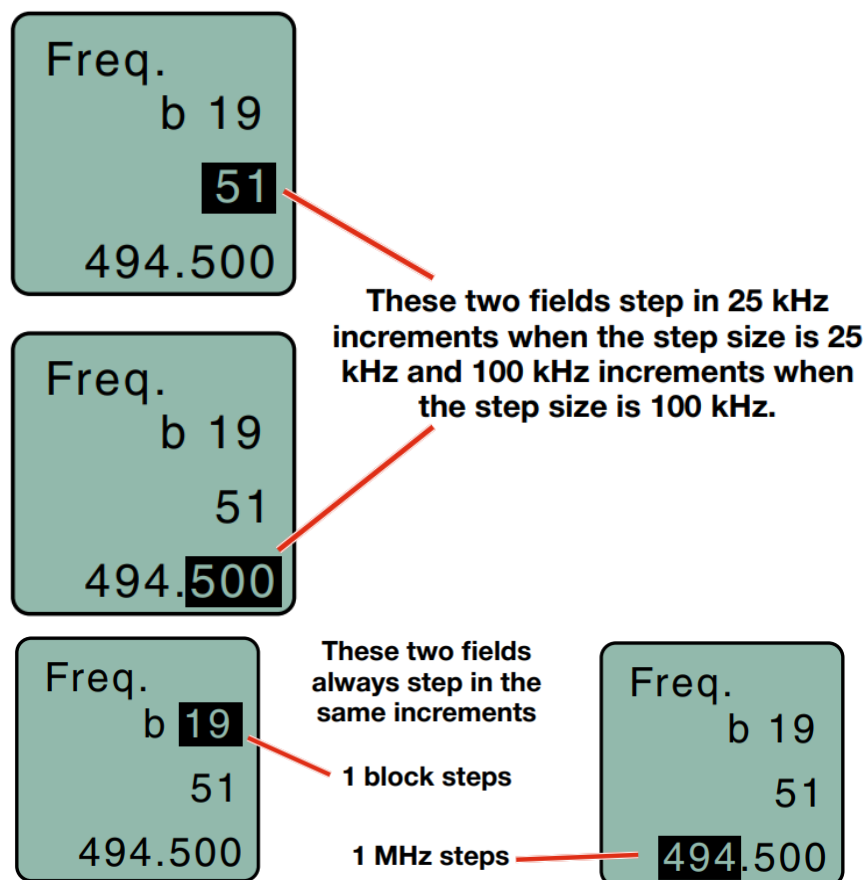 Freq.
b 19
51
494.500
These two fields step in 25 kHz
increments when the step size is 25
kHz and 100 kHz increments when
the step size is 100 kHz.
Freq.
b 19
51
494.500
Freq.
b 19
51
494.500
These two fields
always step in the
same increments
1 block steps
1 MHz steps
Freq.
b 19
51
494.500